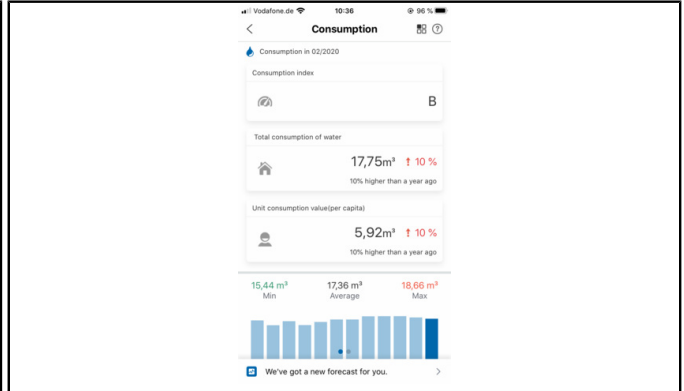 Vodafone.de 10:36 96 %
Consumption
Consumption in 02/2020
Consumption index
B
Total consumption of water
17,75m³ ↑ 10 %
10% higher than a year ago
Unit consumption value(per capita)
5,92m³ ↑ 10 %
10% higher than a year ago
15,44 m³ 17,36 m³ 18,66 m³
Min Average Max
We've got a new forecast for you.